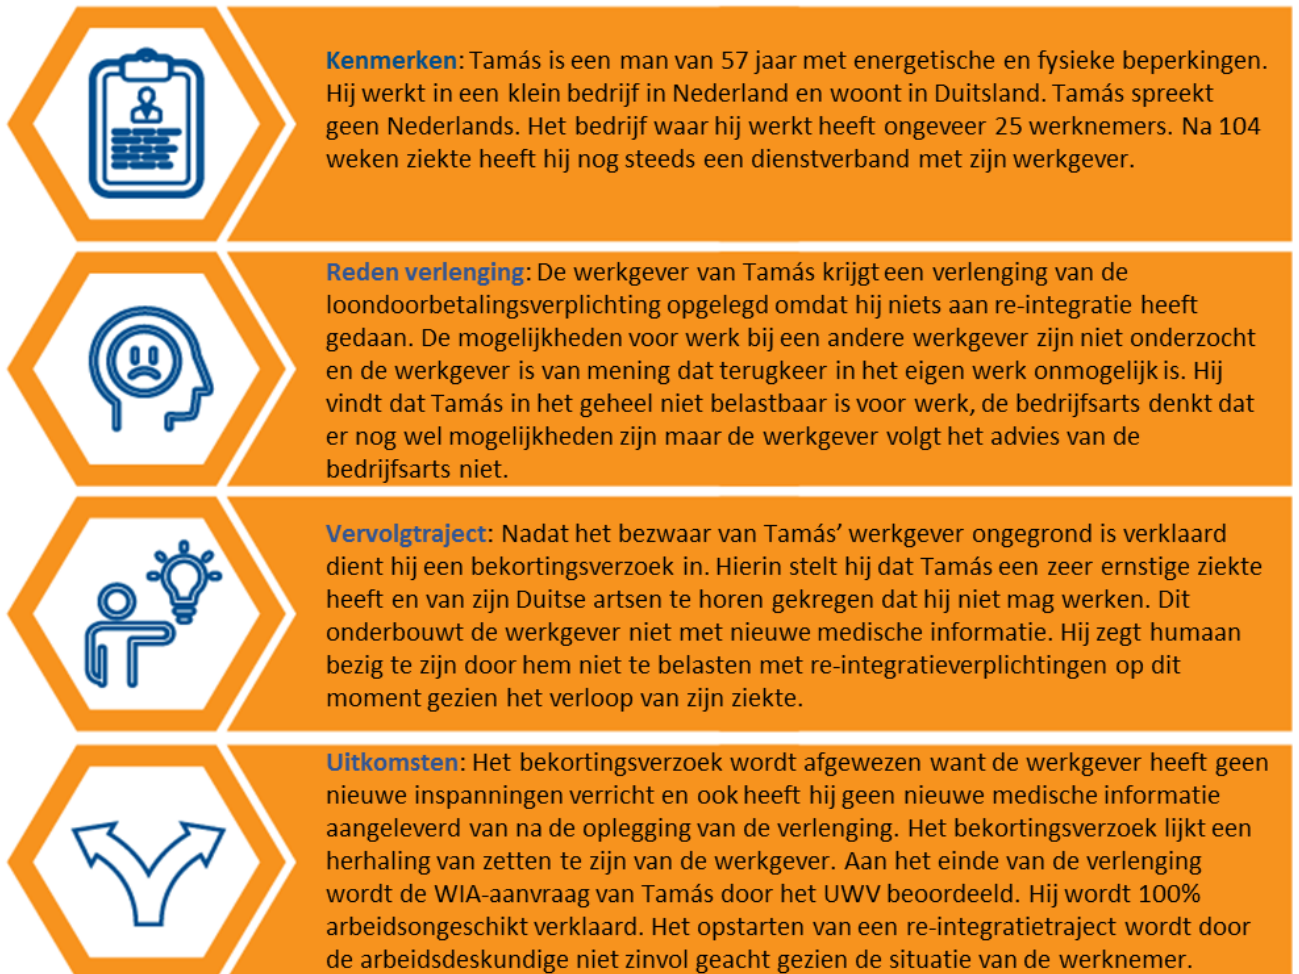 Kenmerken: Tamás is een man van 57 jaar met energetische en fysieke beperkingen.
Hij werkt in een klein bedrijf in Nederland en woont in Duitsland. Tamás spreekt
geen Nederlands. Het bedrijf waar hij werkt heeft ongeveer 25 werknemers. Na 104
weken ziekte heeft hij nog steeds een dienstverband met zijn werkgever.
Reden verlenging: De werkgever van Tamás krijgt een verlenging van de
loondoorbetalingsverplichting opgelegd omdat hij niets aan re-integratie heeft
gedaan. De mogelijkheden voor werk bij een andere werkgever zijn niet onderzocht
en de werkgever is van mening dat terugkeer in het eigen werk onmogelijk is. Hij
vindt dat Tamás in het geheel niet belastbaar is voor werk, de bedrijfsarts denkt dat
er nog wel mogelijkheden zijn maar de werkgever volgt het advies van de
bedrijfsarts niet.
Vervolgtraject: Nadat het bezwaar van Tamás’ werkgever ongegrond is verklaard
dient hij een bekortingsverzoek in. Hierin stelt hij dat Tamás een zeer ernstige ziekte
heeft en van zijn Duitse artsen te horen gekregen dat hij niet mag werken. Dit
onderbouwt de werkgever niet met nieuwe medische informatie. Hij zegt humaan
bezig te zijn door hem niet te belasten met re-integratieverplichtingen op dit
moment gezien het verloop van zijn ziekte.
Uitkomsten: Het bekortingsverzoek wordt afgewezen want de werkgever heeft geen
nieuwe inspanningen verricht en ook heeft hij geen nieuwe medische informatie
aangeleverd van na de oplegging van de verlenging. Het bekortingsverzoek lijkt een
herhaling van zetten te zijn van de werkgever. Aan het einde van de verlenging
wordt de WIA-aanvraag van Tamás door het UWV beoordeeld. Hij wordt 100%
arbeidsongeschikt verklaard. Het opstarten van een re-integratietraject wordt door
de arbeidsdeskundige niet zinvol geacht gezien de situatie van de werknemer.